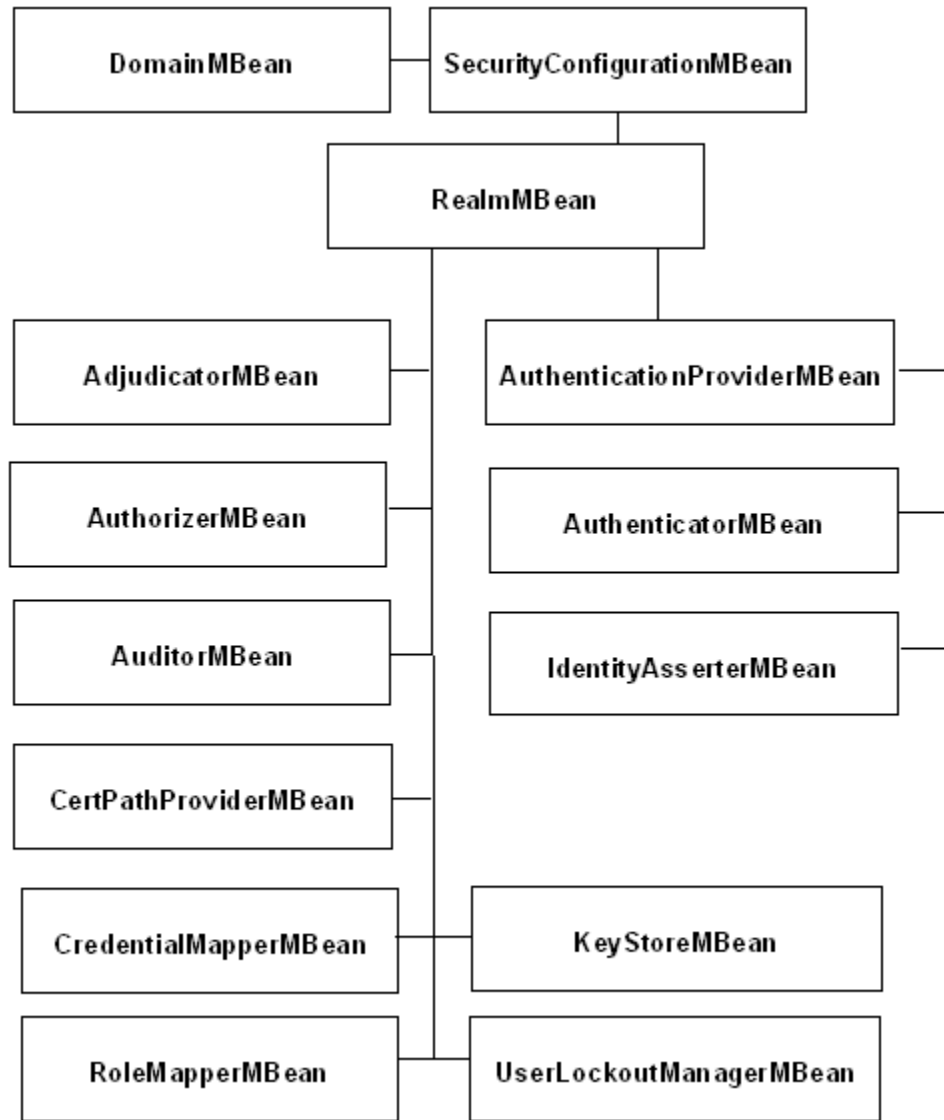 DomainMBean
SecurityConfigurationMBean
RealmMBean
AdjudicatorMBean
AuthenticationProviderMBean
AuthorizerMBean
AuthenticatorMBean
AuditorMBean
IdentityAsserterMBean
CertPathProviderMBean
CredentialMapperMBean
KeyStoreMBean
RoleMapperMBean
UserLockoutManagerMBean